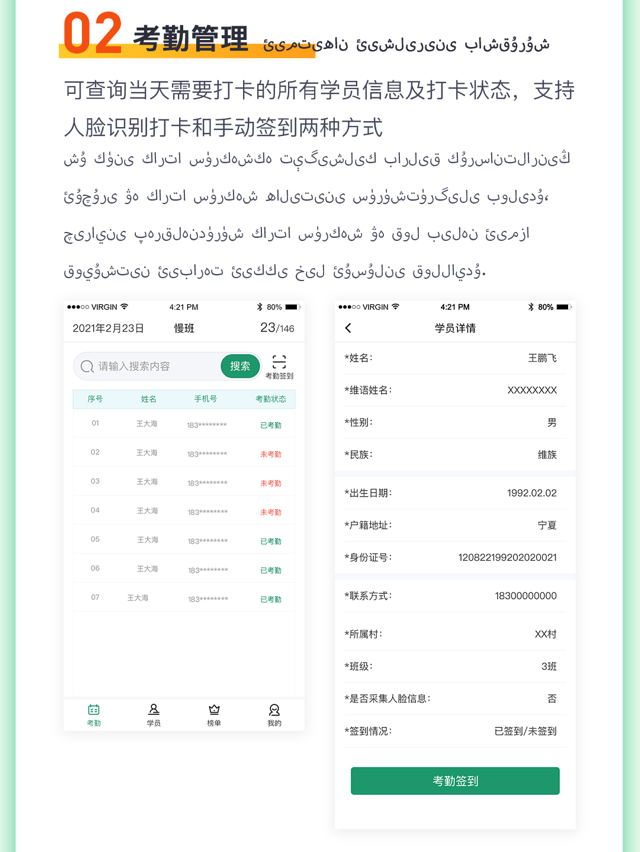 02 考勤管理 ئىمتىھان ئىشلىرىنى باشقۇرۇش
可查询当天需要打卡的所有学员信息及打卡状态，支持
人脸识别打卡和手动签到两种方式
شۇ كۈنى كارتا سۈركەشكە تېگىشلىك بارلىق كۇرسانتلارنىڭ
ئۇچۇرى ۋە كارتا سۈركەش ھالىتىنى سۈرۈشتۈرگىلى بولىدۇ،
چىراينى پەرقلەندۈرۈش كارتا سۈركەش ۋە قول بىلەن ئىمزا
قويۇشتىن ئىبارەت ئىككى خىل ئۇسۇلنى قوللايدۇ.
VIRGIN 4:21 PM 80%
2021年2月23日 慢班 23/146
请输入搜索内容 搜索 考勤签到
序号 姓名 手机号 考勤状态
01 王大海 183******** 已考勤
02 王大海 183******** 未考勤
03 王大海 183******** 未考勤
04 王大海 183******** 未考勤
05 王大海 183******** 已考勤
06 王大海 183******** 已考勤
07 王大海 183******** 已考勤
考勤 学员 榜单 我的
VIRGIN 4:21 PM 80%
学员详情
*姓名： 王鹏飞
*维语姓名： XXXXXXXX
*性别： 男
*民族： 维族
*出生日期： 1992.02.02
*户籍地址： 宁夏
*身份证号： 120822199202020021
*联系方式： 18300000000
*所属村： XX村
*班级： 3班
*是否采集人脸信息： 否
*签到情况： 已签到/未签到
考勤签到